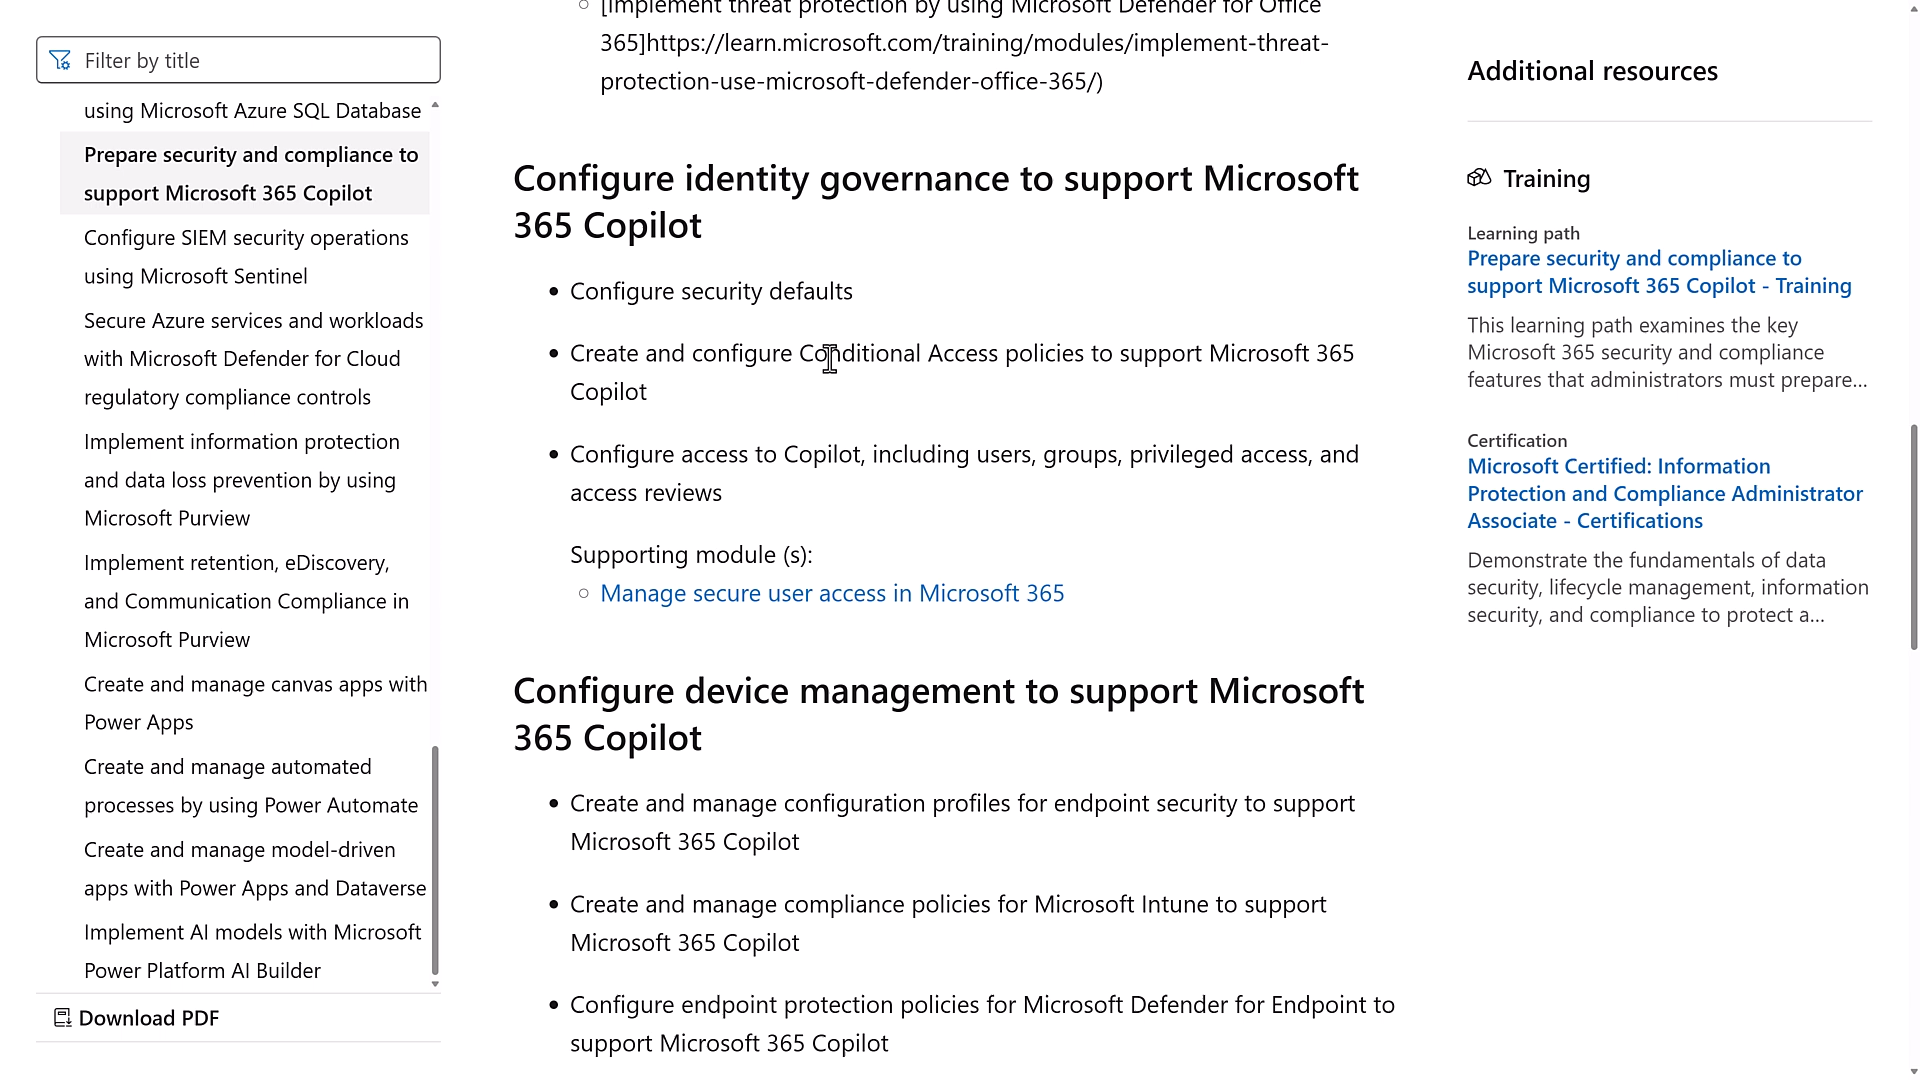 Filter by title
using Microsoft Azure SQL Database
Prepare security and compliance to
support Microsoft 365 Copilot
Configure SIEM security operations
using Microsoft Sentinel
Secure Azure services and workloads
with Microsoft Defender for Cloud
regulatory compliance controls
Implement information protection
and data loss prevention by using
Microsoft Purview
Implement retention, eDiscovery,
and Communication Compliance in
Microsoft Purview
Create and manage canvas apps with
Power Apps
Create and manage automated
processes by using Power Automate
Create and manage model-driven
apps with Power Apps and Dataverse
Implement AI models with Microsoft
Power Platform AI Builder
Download PDF
[Implement threat protection by using Microsoft Defender for Office
365]https://learn.microsoft.com/training/modules/implement-threat-
protection-use-microsoft-defender-office-365/)
Configure identity governance to support Microsoft
365 Copilot
• Configure security defaults
• Create and configure Conditional Access policies to support Microsoft 365
Copilot
• Configure access to Copilot, including users, groups, privileged access, and
access reviews
Supporting module (s):
Manage secure user access in Microsoft 365
Configure device management to support Microsoft
365 Copilot
• Create and manage configuration profiles for endpoint security to support
Microsoft 365 Copilot
• Create and manage compliance policies for Microsoft Intune to support
Microsoft 365 Copilot
• Configure endpoint protection policies for Microsoft Defender for Endpoint to
support Microsoft 365 Copilot
Additional resources
Training
Learning path
Prepare security and compliance to
support Microsoft 365 Copilot - Training
This learning path examines the key
Microsoft 365 security and compliance
features that administrators must prepare...
Certification
Microsoft Certified: Information
Protection and Compliance Administrator
Associate - Certifications
Demonstrate the fundamentals of data
security, lifecycle management, information
security, and compliance to protect a...